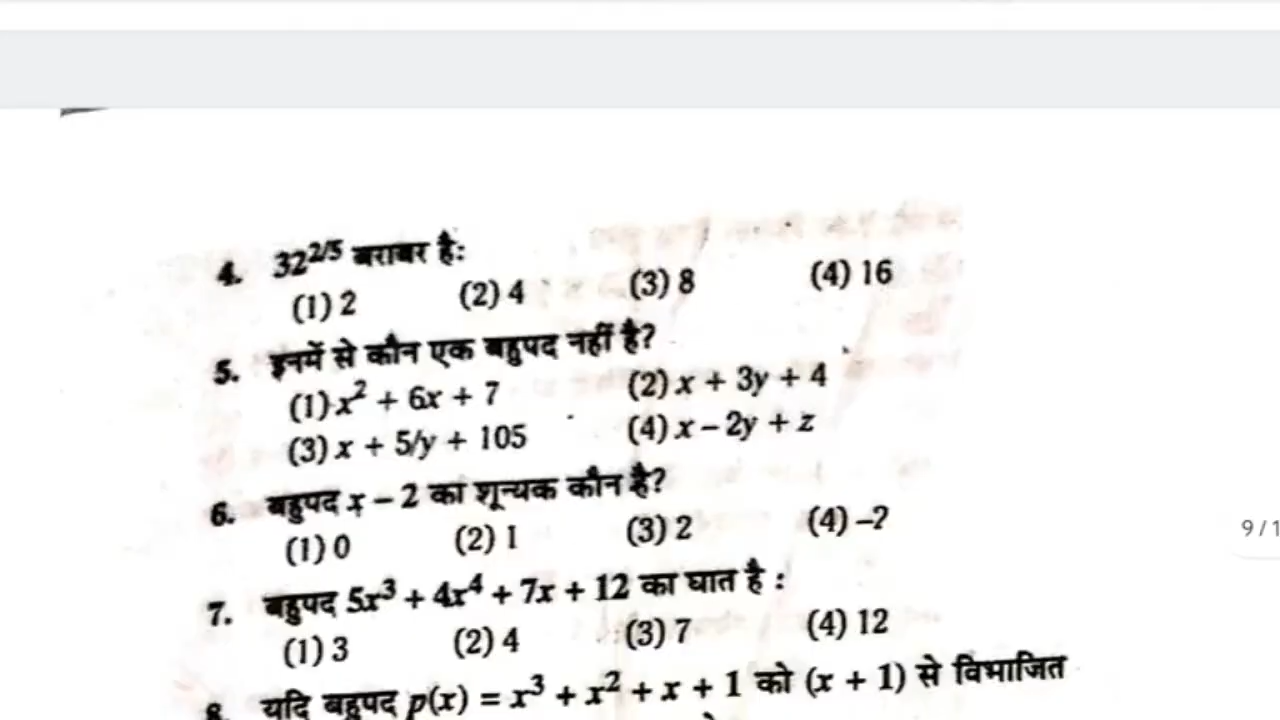 4. 32^{2/5} बराबर है:
(1) 2 (2) 4 (3) 8 (4) 16
5. इनमें से कौन एक बहुपद नहीं है?
(1) x² + 6x + 7 (2) x + 3y + 4
(3) x + 5/y + 105 (4) x – 2y + z
6. बहुपद x – 2 का शून्यक कौन है?
(1) 0 (2) 1 (3) 2 (4) –?
7. बहुपद 5x³ + 4x⁴ + 7x + 12 का घात है :
(1) 3 (2) 4 (3) 7 (4) 12
8. यदि बहुपद p(x) = x³ + x² + x + 1 को (x + 1) से विभाजित
9 / 1